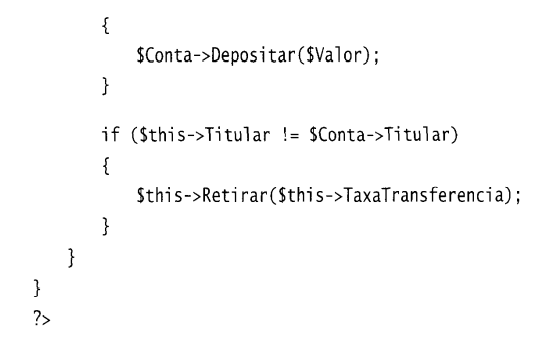 {
$Conta->Depositar($Valor);
}
if ($this->Titular != $Conta->Titular)
{
$this->Retirar($this->TaxaTransferencia);
}
}
}
?>